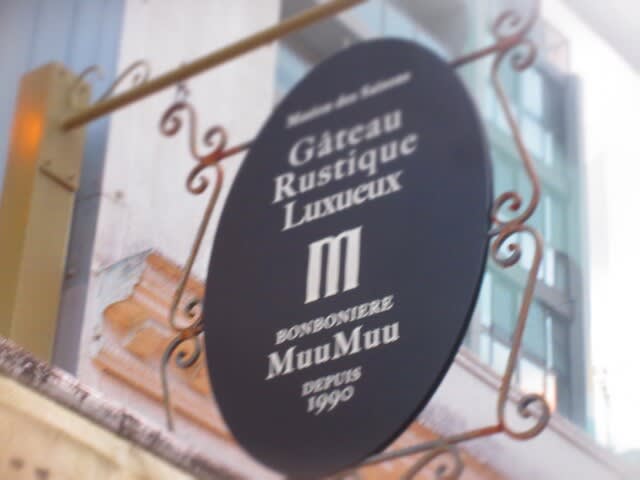 Maison des Saisons
Gâteau
Rustique
Luxueux
m
BONBONIERE
MuuMuu
DEPUIS
1990